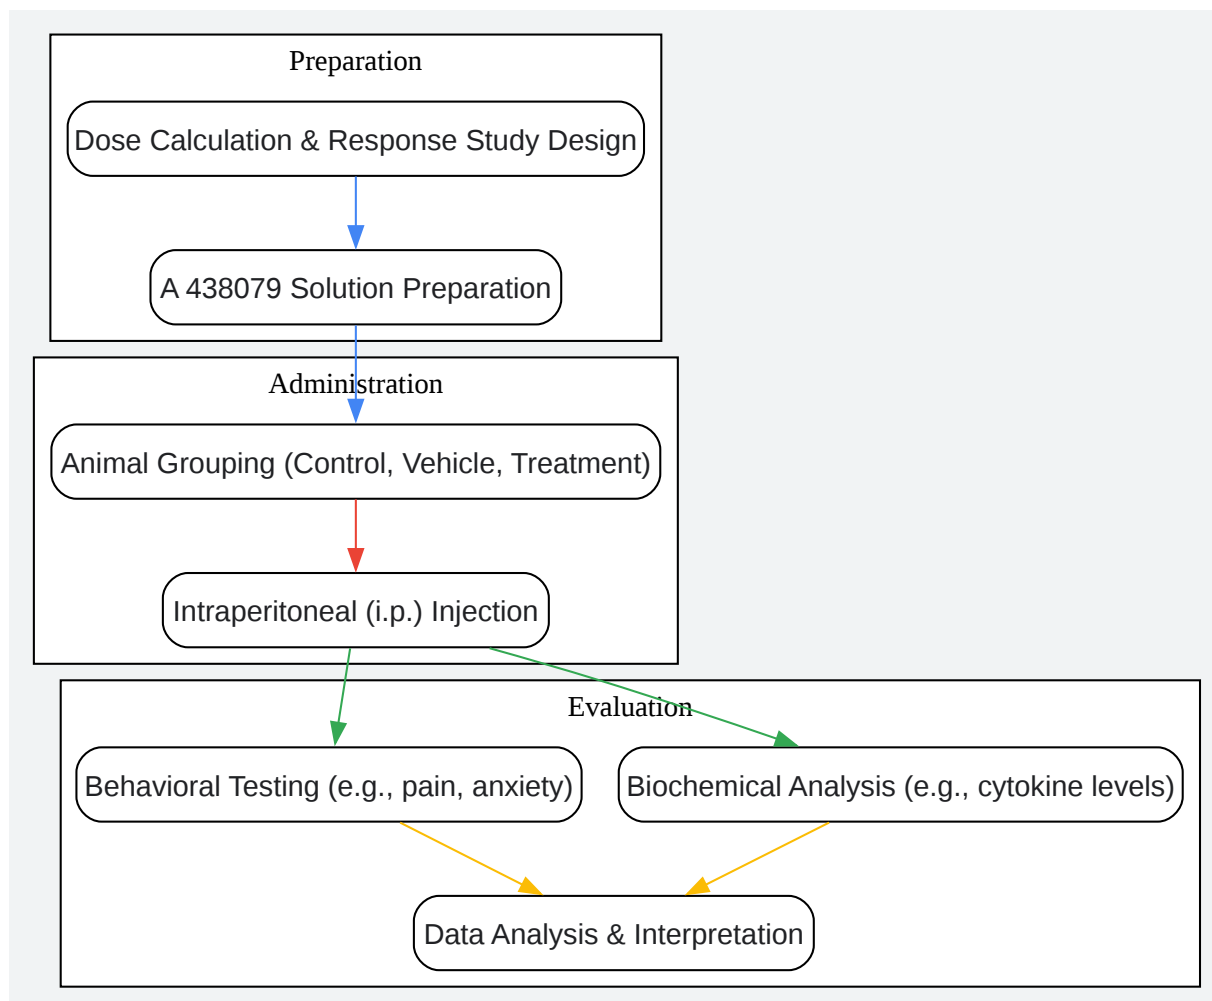 Preparation
Dose Calculation & Response Study Design
A 438079 Solution Preparation
Administration
Animal Grouping (Control, Vehicle, Treatment)
Intraperitoneal (i.p.) Injection
Evaluation
Behavioral Testing (e.g., pain, anxiety)
Biochemical Analysis (e.g., cytokine levels)
Data Analysis & Interpretation